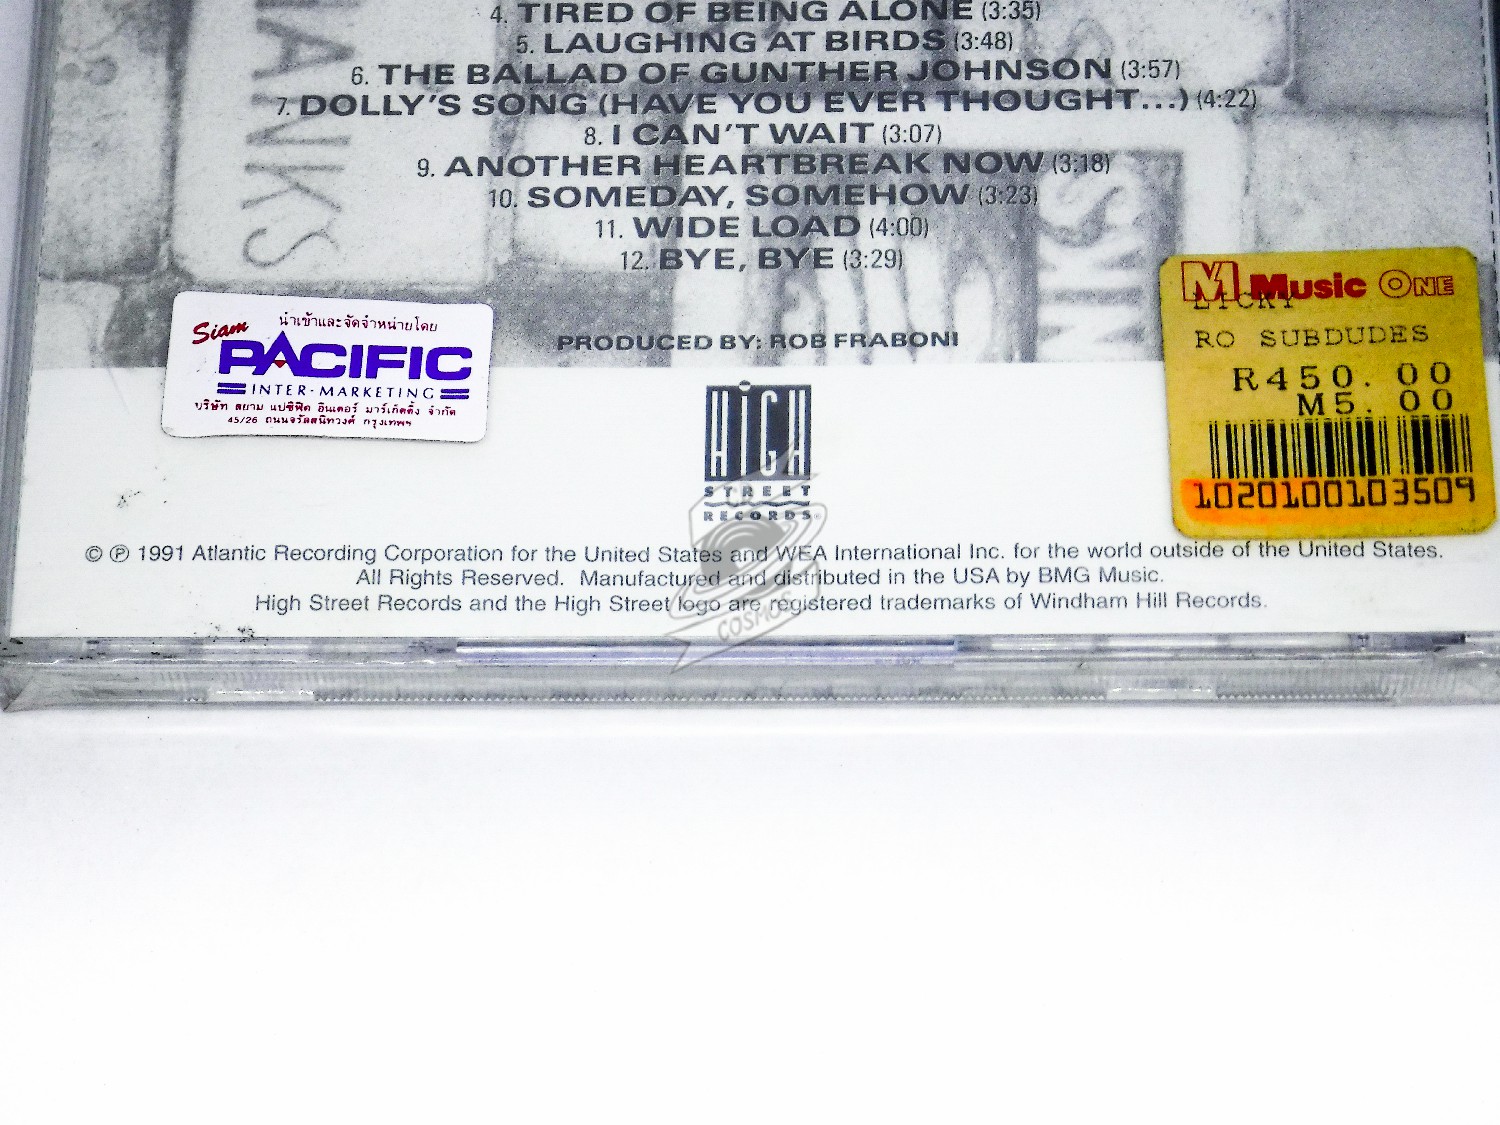 HANKS
NKS
4. TIRED OF BEING ALONE (3:35)
5. LAUGHING AT BIRDS (3:48)
6. THE BALLAD OF GUNTHER JOHNSON (3:57)
7. DOLLY'S SONG (HAVE YOU EVER THOUGHT...) (4:22)
8. I CAN'T WAIT (3:07)
9. ANOTHER HEARTBREAK NOW (3:18)
10. SOMEDAY, SOMEHOW (3:23)
11. WIDE LOAD (4:00)
12. BYE, BYE (3:29)
PRODUCED BY: ROB FRABONI
นำเข้าและจัดจำหน่ายโดย
Siam
PACIFIC
INTER-MARKETING
บริษัท สยาม แปซิฟิค อินเตอร์ มาร์เก็ตติ้ง จำกัด
45/26 ถนนจรัลสนิทวงศ์ กรุงเทพฯ
M Music ONE
LICKY
RO SUBDUDES
R450.00
M5.00
1020100103509
HIGH
STREET
RECORDS
© ℗ 1991 Atlantic Recording Corporation for the United States and WEA International Inc. for the world outside of the United States.
All Rights Reserved. Manufactured and distributed in the USA by BMG Music.
High Street Records and the High Street logo are registered trademarks of Windham Hill Records.
COSMOS